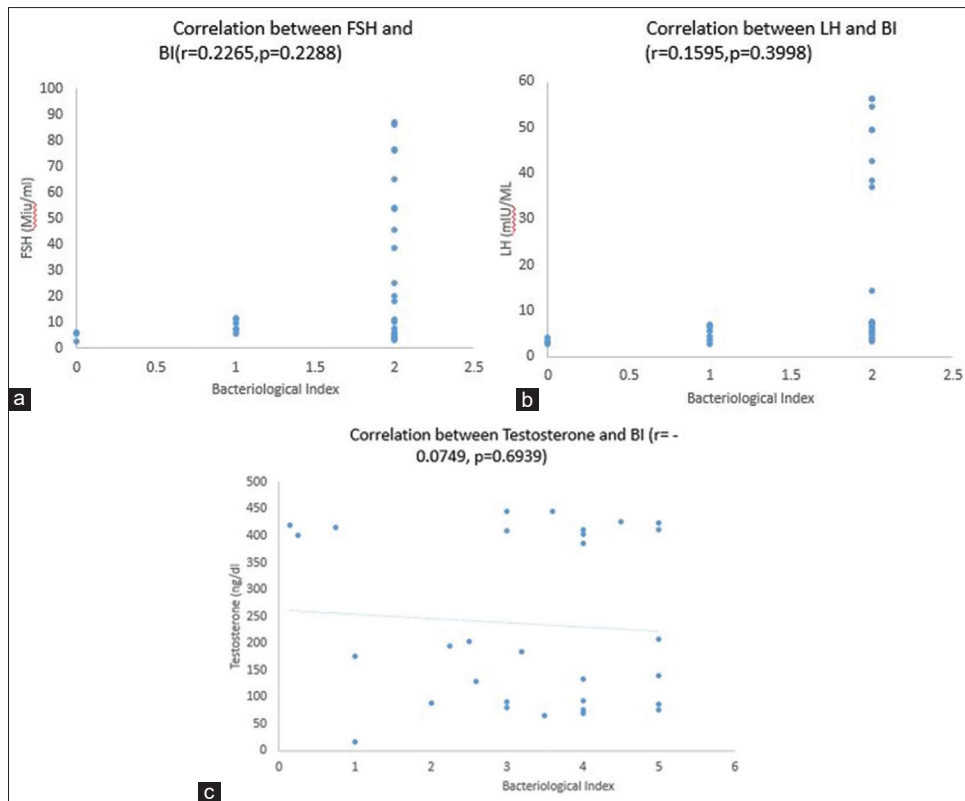 Correlation between FSH and
BI(r=0.2265,p=0.2288)
100
90
80
70
60
50
40
30
20
10
0
FSH (Miu/ml)
0 0.5 1 1.5 2 2.5
Bacteriological Index
a
Correlation between LH and BI
(r=0.1595,p=0.3998)
60
50
40
30
20
10
0
LH (mIU/ML
0 0.5 1 1.5 2 2.5
Bacteriological Index
b
Correlation between Testosterone and BI (r= -
0.0749, p=0.6939)
500
450
400
350
300
250
200
150
100
50
0
Testosterone (ng/dl
0 1 2 3 4 5 6
Bacteriological Index
c